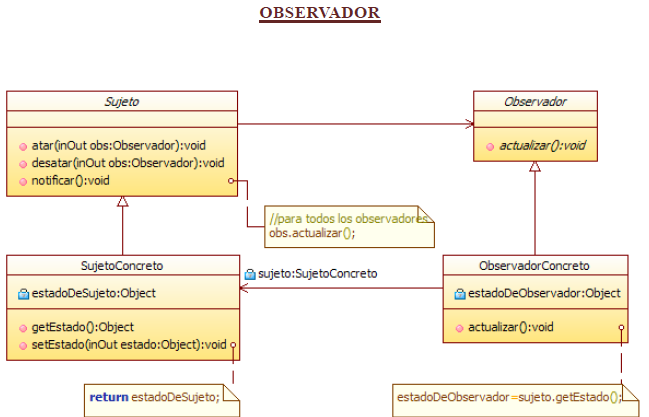 OBSERVADOR
Sujeto
atar(inOut obs:Observador):void
desatar(inOut obs:Observador):void
notificar():void
Observador
actualizar():void
//para todos los observadores
obs.actualizar();
SujetoConcreto
estadoDeSujeto:Object
getEstado():Object
setEstado(inOut estado:Object):void
sujeto:SujetoConcreto
ObservadorConcreto
estadoDeObservador:Object
actualizar():void
return estadoDeSujeto;
estadoDeObservador=sujeto.getEstado();